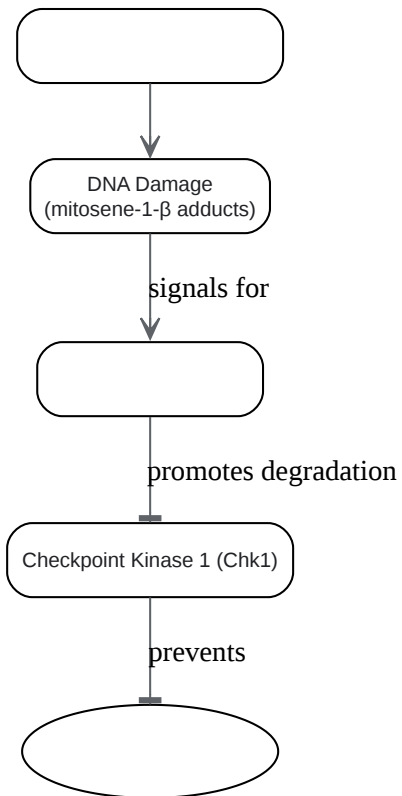 DNA Damage
(mitosene-1-β adducts)
signals for
promotes degradation
Checkpoint Kinase 1 (Chk1)
prevents